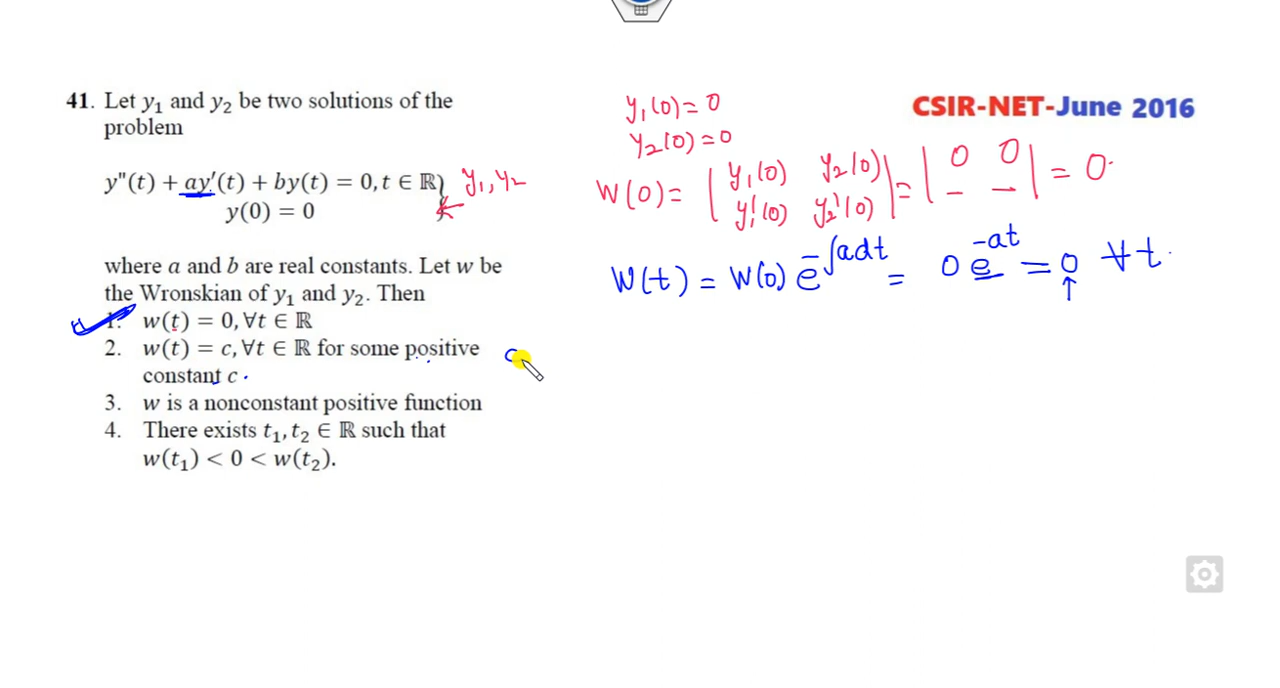 41. Let y₁ and y₂ be two solutions of the
problem
y"(t) + ay'(t) + by(t) = 0, t ∈ ℝ}
y(0) = 0
where a and b are real constants. Let w be
the Wronskian of y₁ and y₂. Then
1. w(t) = 0, ∀t ∈ ℝ
2. w(t) = c, ∀t ∈ ℝ for some positive
constant c.
3. w is a nonconstant positive function
4. There exists t₁, t₂ ∈ ℝ such that
w(t₁) < 0 < w(t₂).
y₁, y₂
CSIR-NET-June 2016
y₁(0) = 0
y₂(0) = 0
W(0) = | y₁(0) y₂(0) | = | 0 0 | = 0.
| y₁'(0) y₂'(0) | | – – |
W(t) = W(0) e^-∫adt = 0 e^-at = 0 ∀ t.